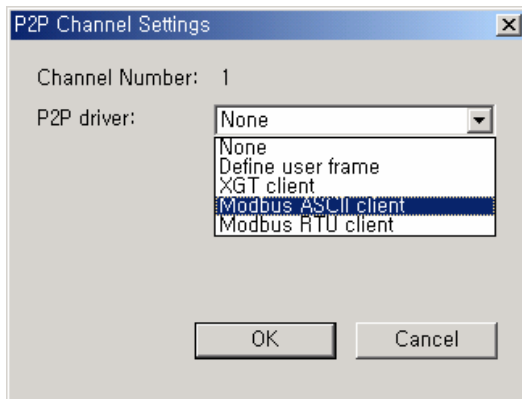 P2P Channel Settings
Channel Number: 1
P2P driver: None
None
Define user frame
XGT client
Modbus ASCII client
Modbus RTU client
OK Cancel